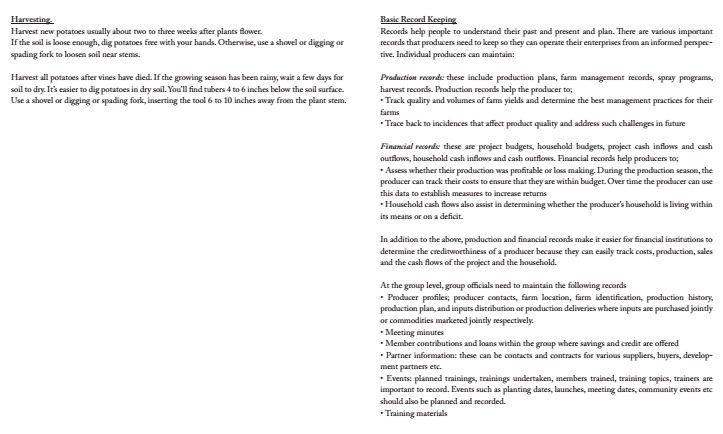 Harvesting.
Harvest new potatoes usually about two to three weeks after plants flower.
If the soil is loose enough, dig potatoes free with your hands. Otherwise, use a shovel or digging or
spading fork to loosen soil near stems.
Harvest all potatoes after vines have died. If the growing season has been rainy, wait a few days for
soil to dry. It's easier to dig potatoes in dry soil. You'll find tubers 4 to 6 inches below the soil surface.
Use a shovel or digging or spading fork, inserting the tool 6 to 10 inches away from the plant stem.
Basic Record Keeping
Records help people to understand their past and present and plan. There are various important
records that producers need to keep so they can operate their enterprises from an informed perspec-
tive. Individual producers can maintain:
Production records: these include production plans, farm management records, spray programs,
harvest records. Production records help the producer to;
• Track quality and volumes of farm yields and determine the best management practices for their
farms
• Trace back to incidences that affect product quality and address such challenges in future
Financial records: these are project budgets, household budgets, project cash inflows and cash
outflows, household cash inflows and cash outflows. Financial records help producers to;
• Assess whether their production was profitable or loss making. During the production season, the
producer can track their costs to ensure that they are within budget. Over time the producer can use
this data to establish measures to increase returns
• Household cash flows also assist in determining whether the producer's household is living within
its means or on a deficit.
In addition to the above, production and financial records make it easier for financial institutions to
determine the creditworthiness of a producer because they can easily track costs, production, sales
and the cash flows of the project and the household.
At the group level, group officials need to maintain the following records
• Producer profiles; producer contacts, farm location, farm identification, production history,
production plan, and inputs distribution or production deliveries where inputs are purchased jointly
or commodities marketed jointly respectively.
• Meeting minutes
• Member contributions and loans within the group where savings and credit are offered
• Partner information: these can be contacts and contracts for various suppliers, buyers, develop-
ment partners etc.
• Events: planned trainings, trainings undertaken, members trained, training topics, trainers are
important to record. Events such as planting dates, launches, meeting dates, community events etc
should also be planned and recorded.
• Training materials